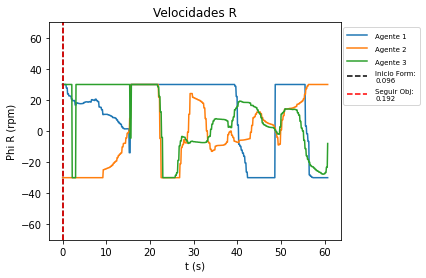 Velocidades R
Phi R (rpm)
60
40
20
0
−20
−40
−60
0
10
20
30
40
50
60
t (s)
Agente 1
Agente 2
Agente 3
Inicio Form:
0.096
Seguir Obj:
0.192